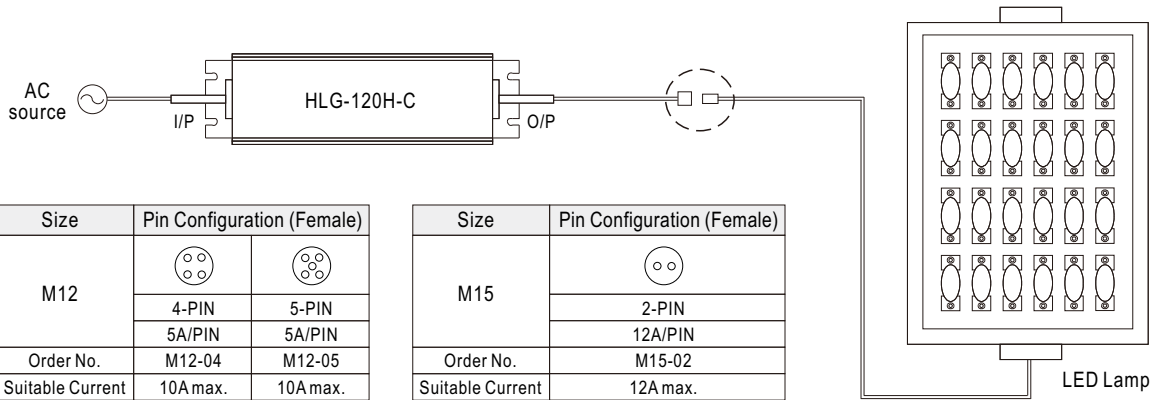 AC
source
I/P
HLG-120H-C
O/P
LED Lamp
Size Pin Configuration (Female)
M12
4-PIN 5-PIN
5A/PIN 5A/PIN
Order No. M12-04 M12-05
Suitable Current 10A max. 10A max.
Size Pin Configuration (Female)
M15
2-PIN
12A/PIN
Order No. M15-02
Suitable Current 12A max.